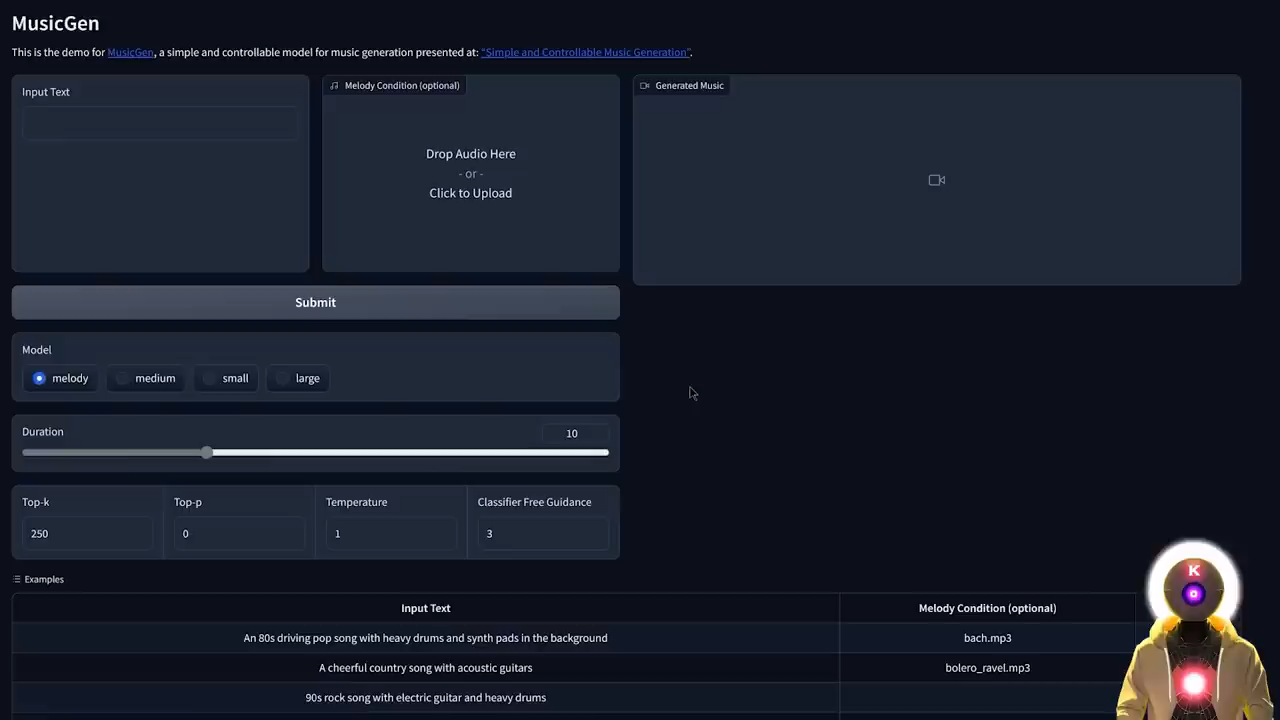 MusicGen
This is the demo for MusicGen, a simple and controllable model for music generation presented at: "Simple and Controllable Music Generation".
Input Text
Melody Condition (optional)
Drop Audio Here
- or -
Click to Upload
Generated Music
Submit
Model
melody
medium
small
large
Duration
10
Top-k
250
Top-p
0
Temperature
1
Classifier Free Guidance
3
Examples
Input Text
Melody Condition (optional)
An 80s driving pop song with heavy drums and synth pads in the background
bach.mp3
A cheerful country song with acoustic guitars
bolero_ravel.mp3
90s rock song with electric guitar and heavy drums
K